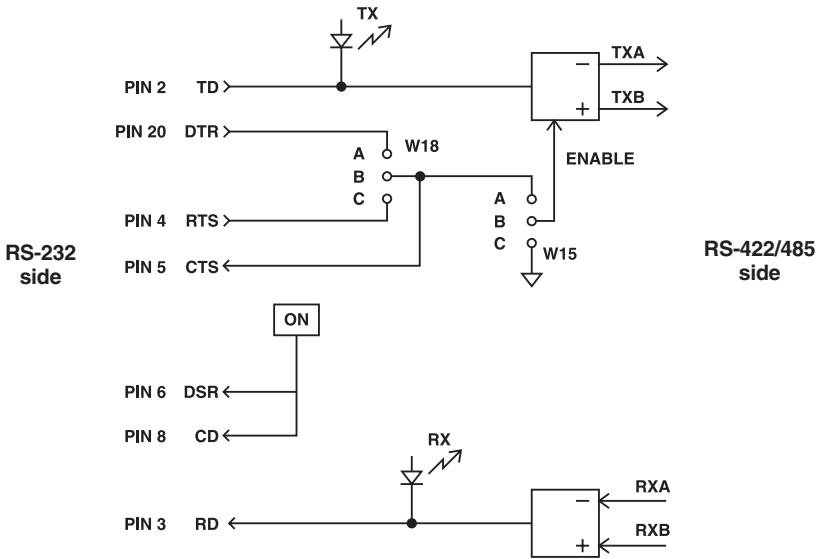 TX
PIN 2 TD
TXA
−
TXB
+
PIN 20 DTR
A W18
B
C
ENABLE
PIN 4 RTS
A
B
C W15
PIN 5 CTS
RS-232
side
RS-422/485
side
ON
PIN 6 DSR
PIN 8 CD
RX
RXA
−
PIN 3 RD
RXB
+